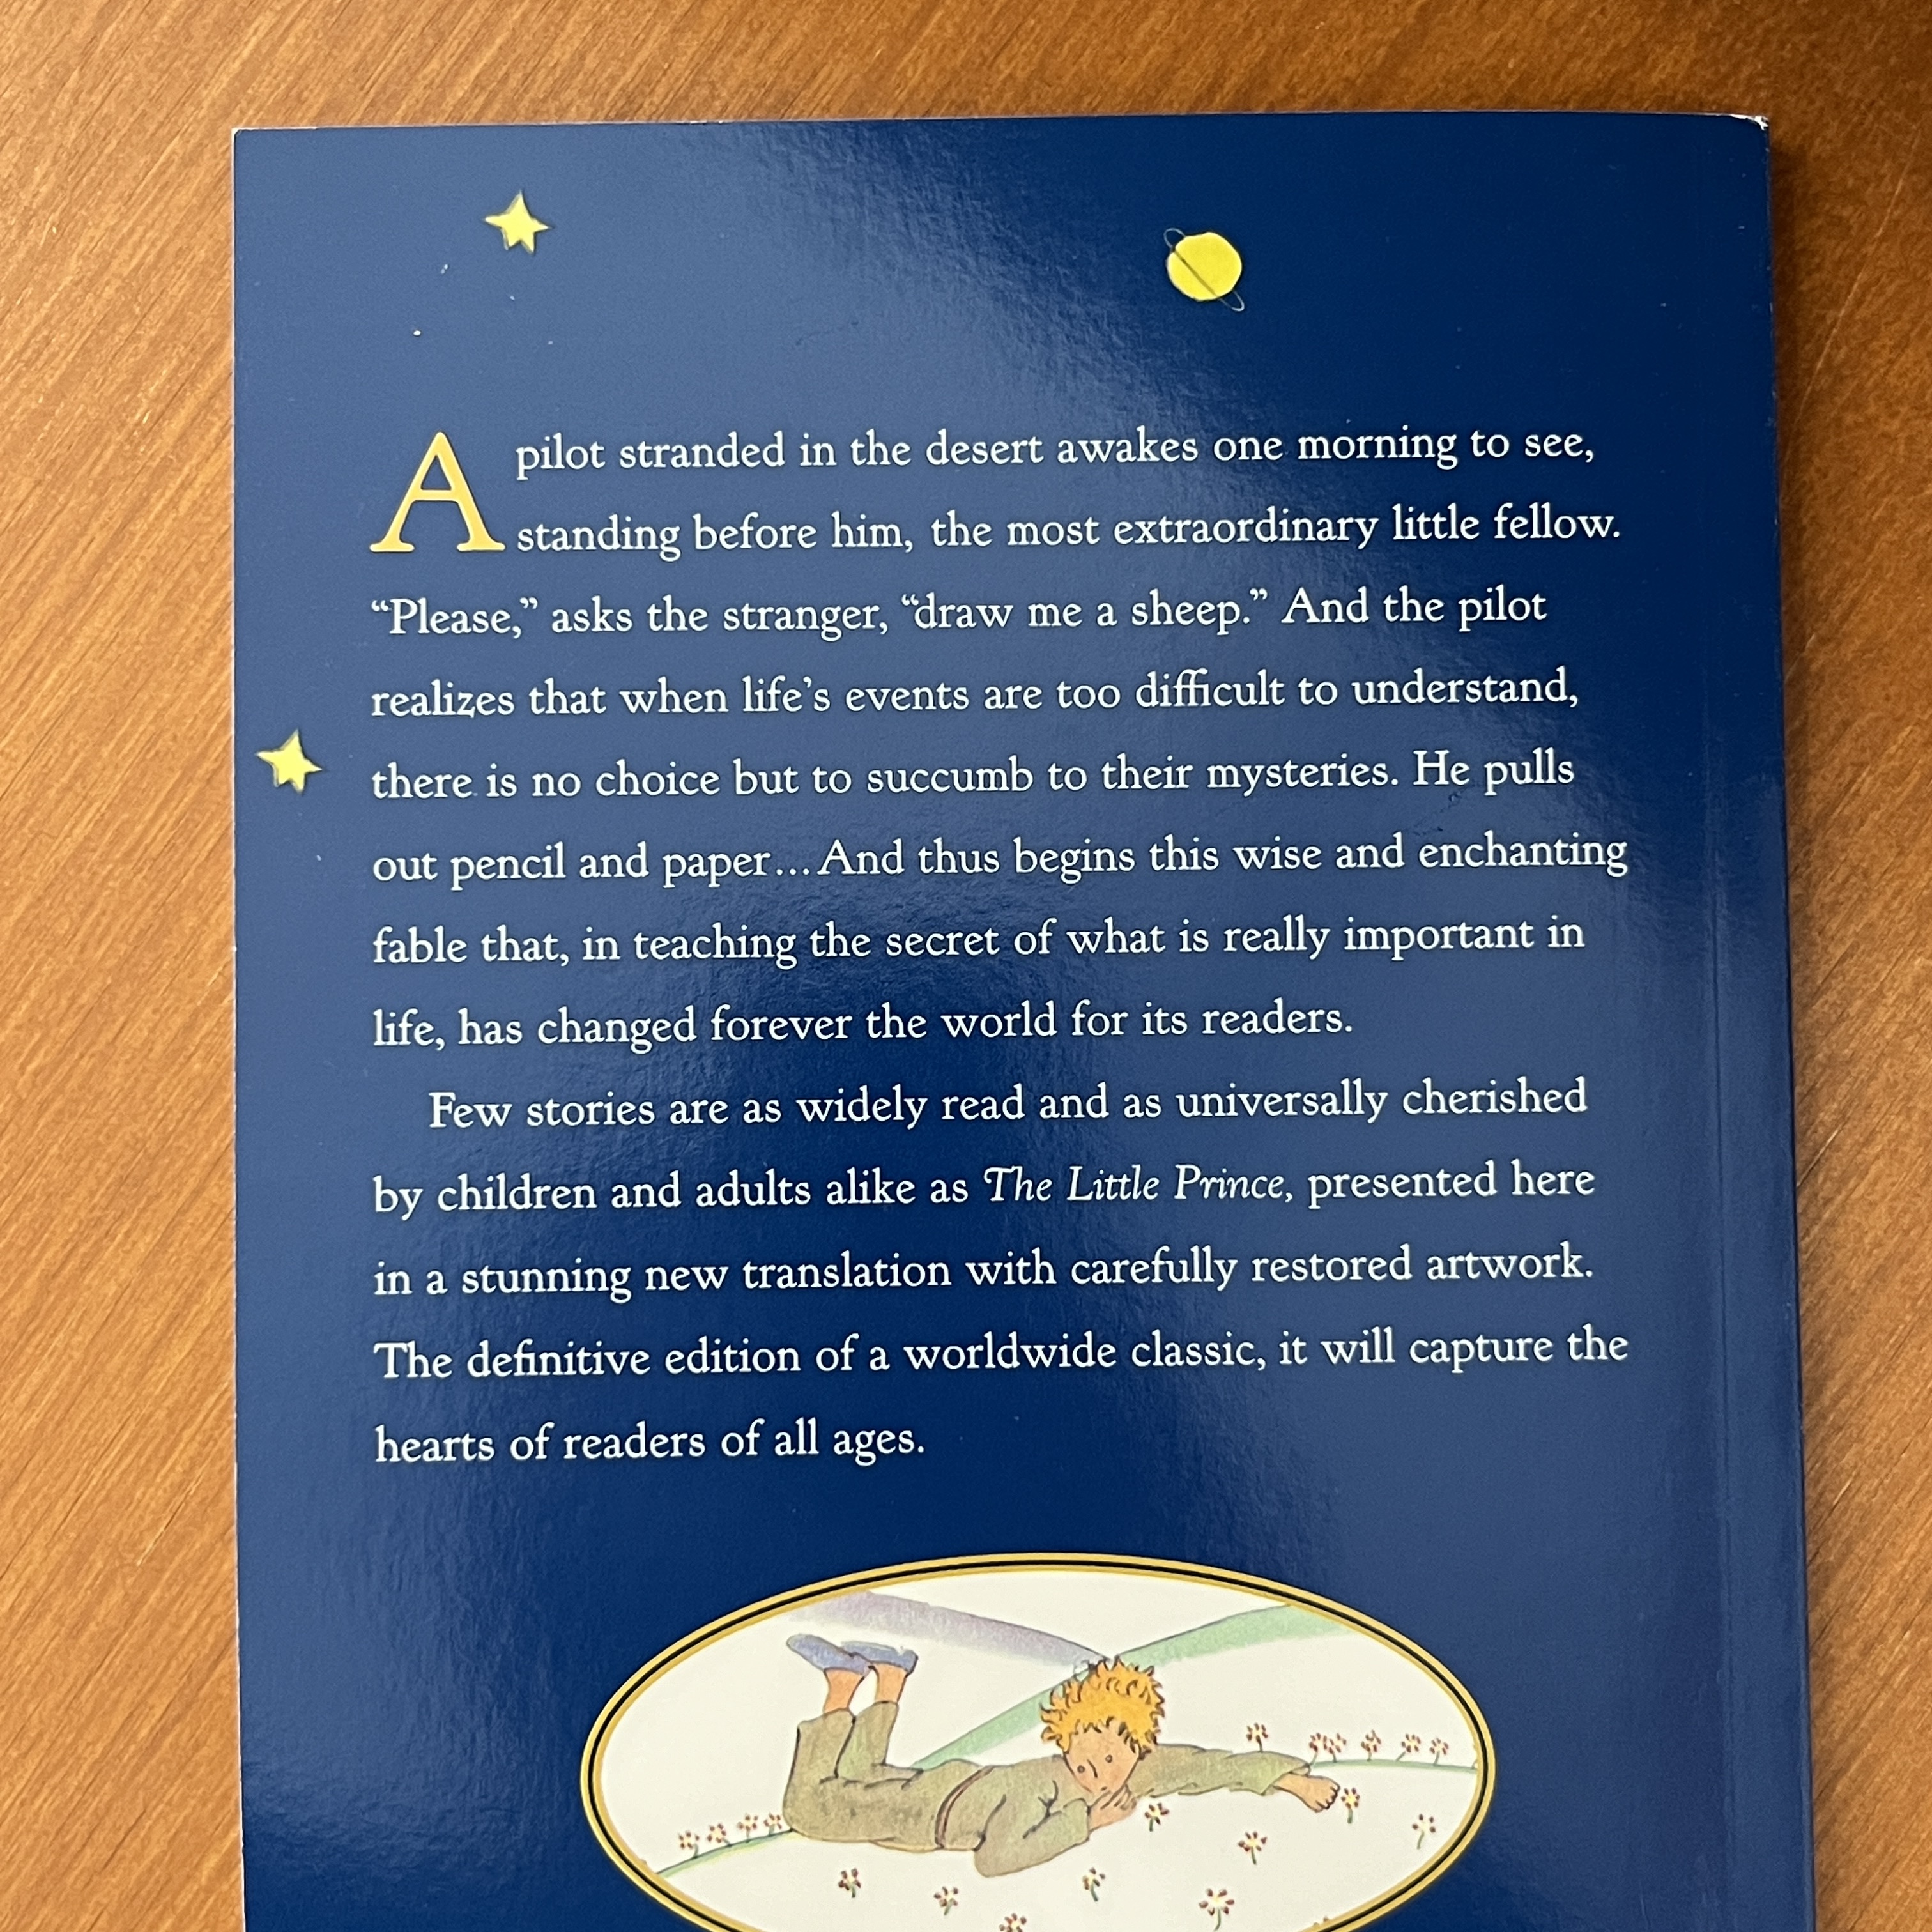 A pilot stranded in the desert awakes one morning to see,
standing before him, the most extraordinary little fellow.
“Please,” asks the stranger, “draw me a sheep.” And the pilot
realizes that when life’s events are too difficult to understand,
there is no choice but to succumb to their mysteries. He pulls
out pencil and paper... And thus begins this wise and enchanting
fable that, in teaching the secret of what is really important in
life, has changed forever the world for its readers.
Few stories are as widely read and as universally cherished
by children and adults alike as The Little Prince, presented here
in a stunning new translation with carefully restored artwork.
The definitive edition of a worldwide classic, it will capture the
hearts of readers of all ages.